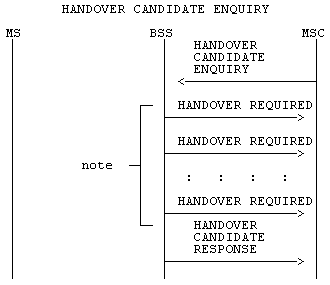 HANDOVER CANDIDATE ENQUIRY
MS BSS MSC
HANDOVER
CANDIDATE
ENQUIRY
HANDOVER REQUIRED
HANDOVER REQUIRED
note
: : : :
HANDOVER REQUIRED
HANDOVER
CANDIDATE
RESPONSE